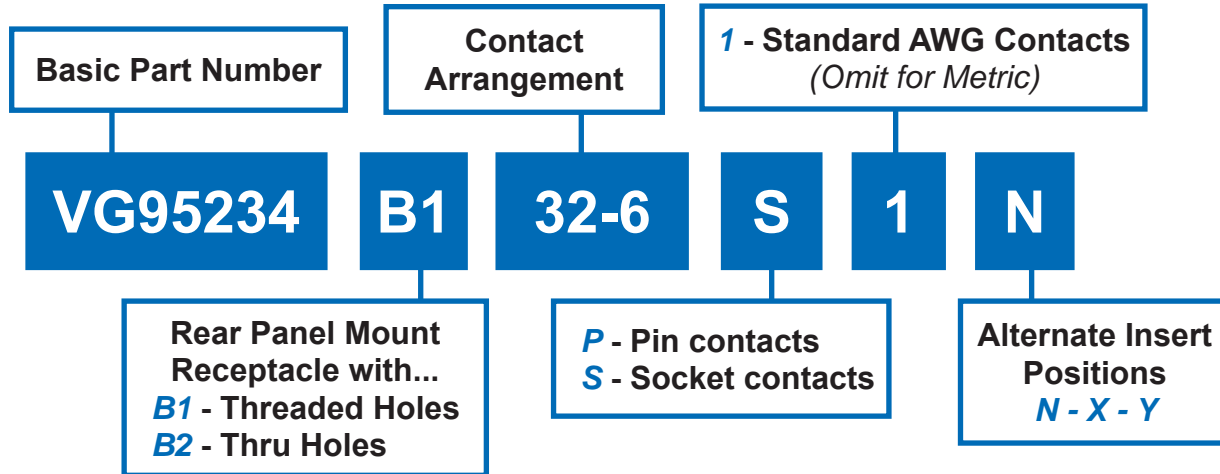 Basic Part Number
Contact
Arrangement
1 - Standard AWG Contacts
(Omit for Metric)
VG95234 B1 32-6 S 1 N
Rear Panel Mount
Receptacle with...
B1 - Threaded Holes
B2 - Thru Holes
P - Pin contacts
S - Socket contacts
Alternate Insert
Positions
N - X - Y